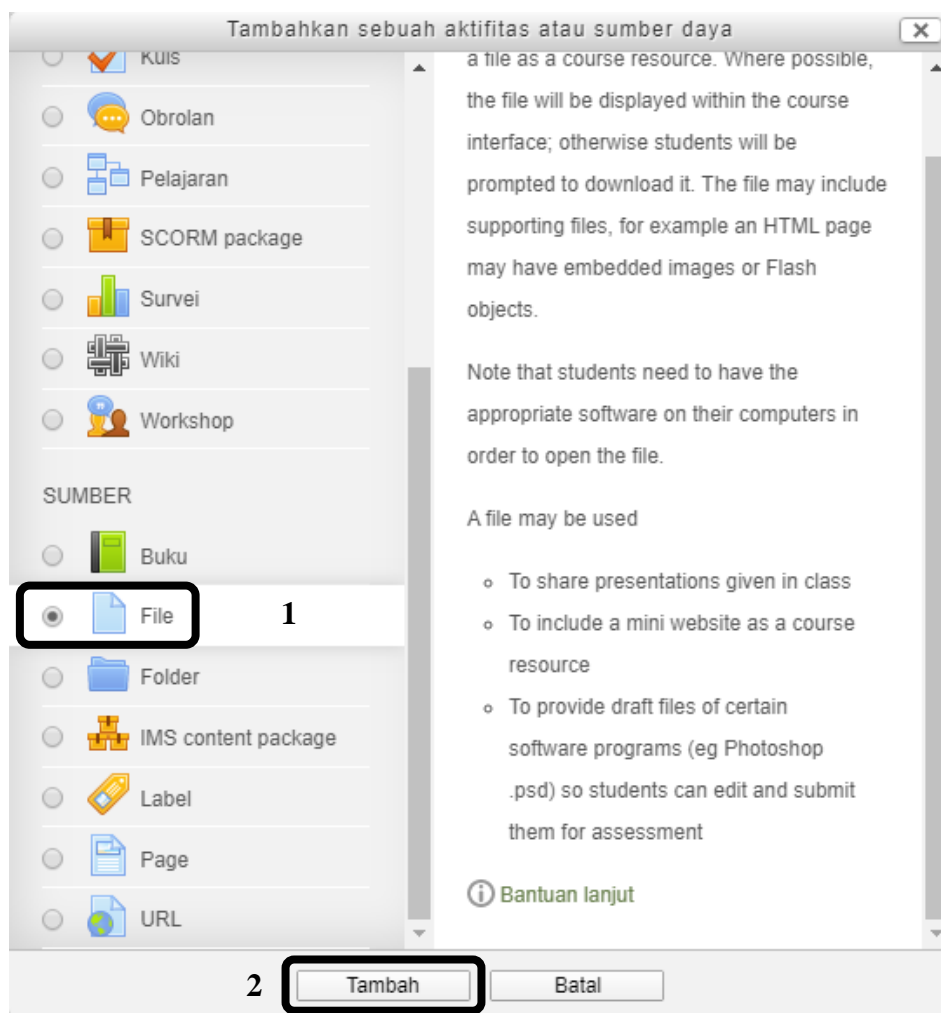 Tambahkan sebuah aktifitas atau sumber daya
Kuis
Obrolan
Pelajaran
SCORM package
Survei
Wiki
Workshop
SUMBER
Buku
File
1
Folder
IMS content package
Label
Page
URL
a file as a course resource. Where possible,
the file will be displayed within the course
interface; otherwise students will be
prompted to download it. The file may include
supporting files, for example an HTML page
may have embedded images or Flash
objects.
Note that students need to have the
appropriate software on their computers in
order to open the file.
A file may be used
To share presentations given in class
To include a mini website as a course
resource
To provide draft files of certain
software programs (eg Photoshop
.psd) so students can edit and submit
them for assessment
Bantuan lanjut
2
Tambah
Batal